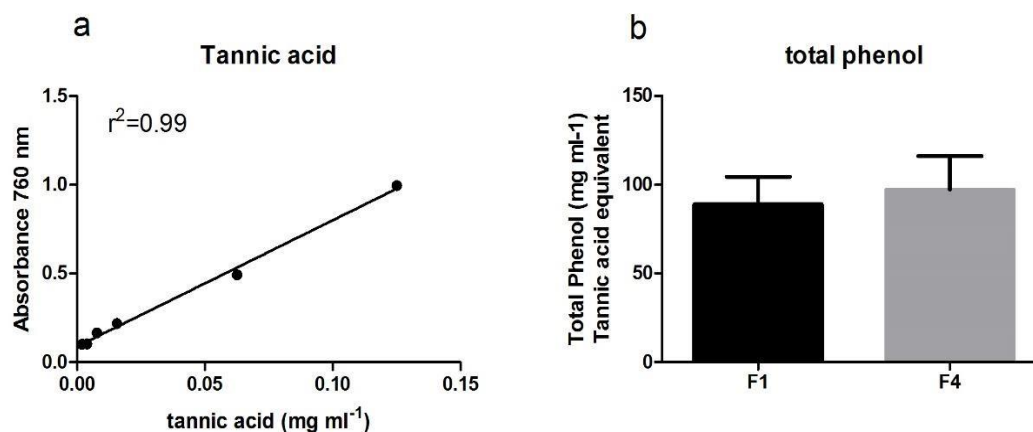 a
Tannic acid
r²=0.99
1.5
1.0
0.5
0.0
Absorbance 760 nm
0.00 0.05 0.10 0.15
tannic acid (mg ml⁻¹)
b
total phenol
150
100
50
0
Total Phenol (mg ml-1)
Tannic acid equivalent
F1 F4